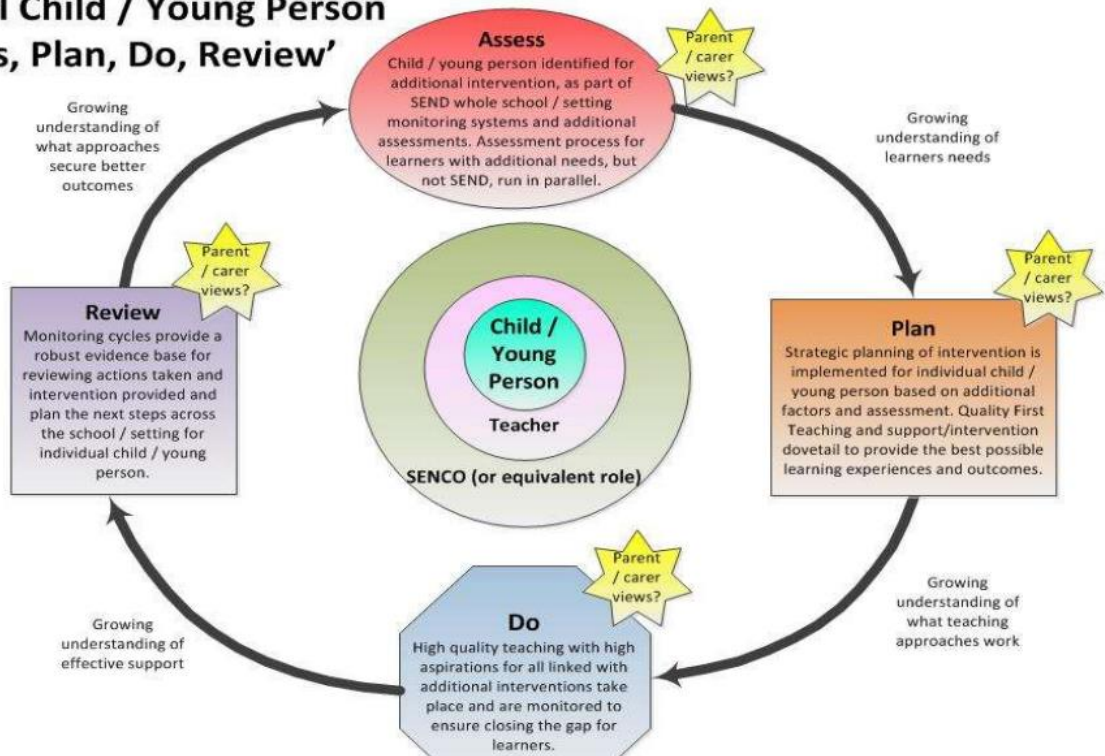 l Child / Young Person
s, Plan, Do, Review’
Assess
Child / young person identified for
additional intervention, as part of
SEND whole school / setting
monitoring systems and additional
assessments. Assessment process for
learners with additional needs, but
not SEND, run in parallel.
Parent
/ carer
views?
Growing
understanding of
what approaches
secure better
outcomes
Growing
understanding of
learners needs
Parent
/ carer
views?
Review
Monitoring cycles provide a
robust evidence base for
reviewing actions taken and
intervention provided and
plan the next steps across
the school / setting for
individual child / young
person.
Child /
Young
Person
Teacher
SENCO (or equivalent role)
Parent
/ carer
views?
Plan
Strategic planning of intervention is
implemented for individual child /
young person based on additional
factors and assessment. Quality First
Teaching and support/intervention
dovetail to provide the best possible
learning experiences and outcomes.
Growing
understanding of
effective support
Parent
/ carer
views?
Do
High quality teaching with high
aspirations for all linked with
additional interventions take
place and are monitored to
ensure closing the gap for
learners.
Growing
understanding of
what teaching
approaches work